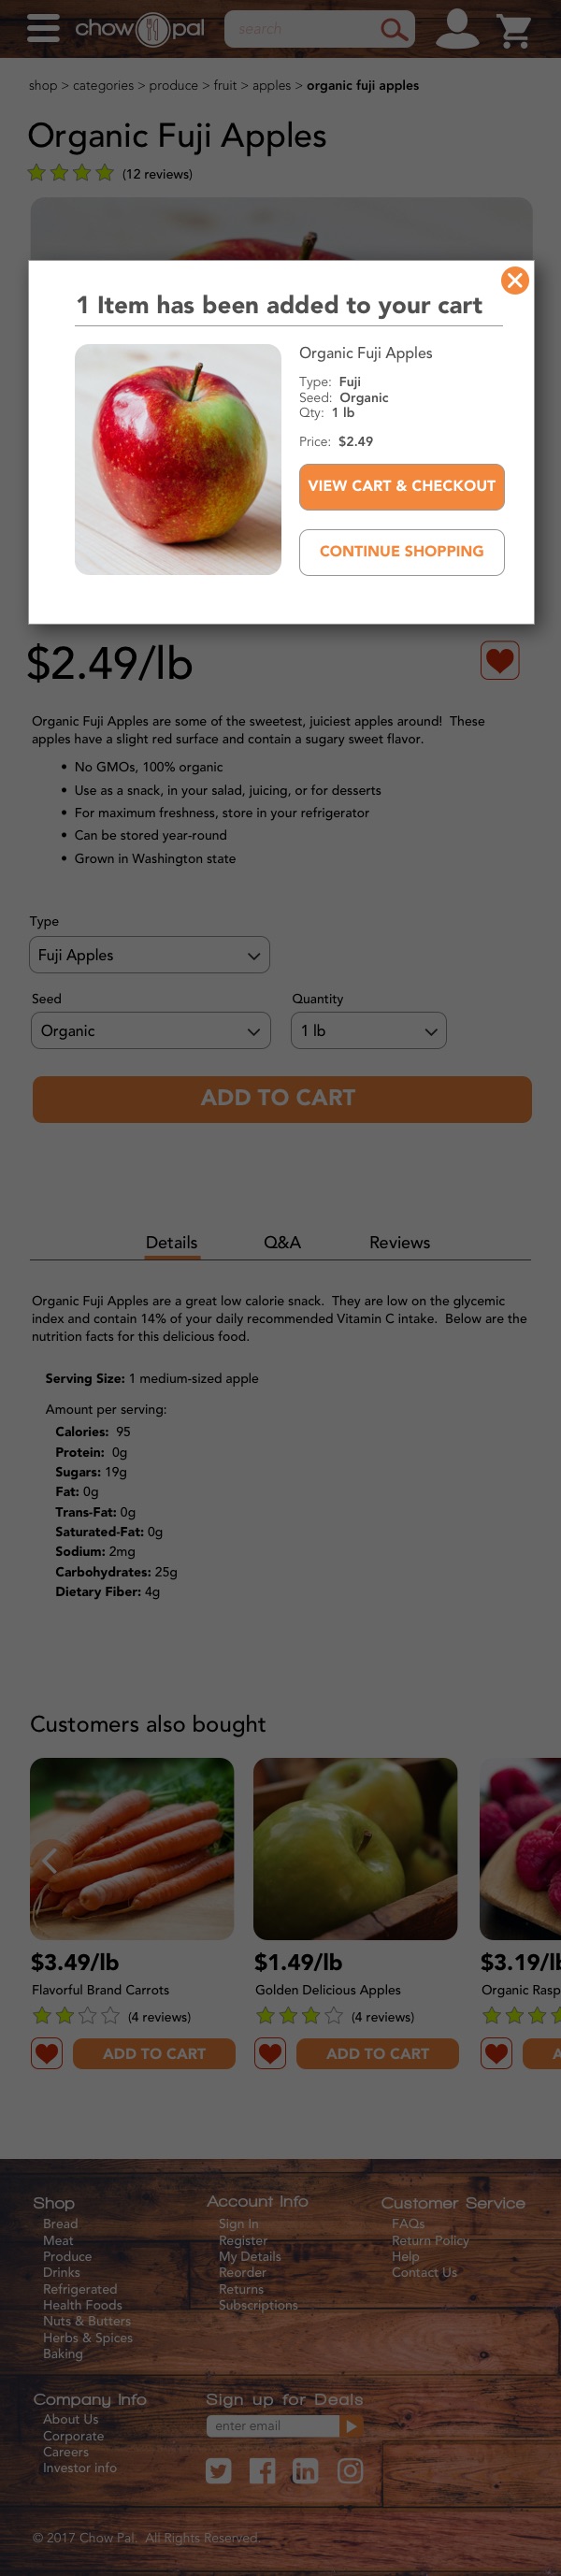 chow pal
search
shop > categories > produce > fruit > apples > organic fuji apples
Organic Fuji Apples
(12 reviews)
1 Item has been added to your cart
Organic Fuji Apples
Type: Fuji
Seed: Organic
Qty: 1 lb
Price: $2.49
VIEW CART & CHECKOUT
CONTINUE SHOPPING
$2.49/lb
Organic Fuji Apples are some of the sweetest, juiciest apples around! These
apples have a slight red surface and contain a sugary sweet flavor.
• No GMOs, 100% organic
• Use as a snack, in your salad, juicing, or for desserts
• For maximum freshness, store in your refrigerator
• Can be stored year-round
• Grown in Washington state
Type
Fuji Apples
Seed Quantity
Organic 1 lb
ADD TO CART
Details Q&A Reviews
Organic Fuji Apples are a great low calorie snack. They are low on the glycemic
index and contain 14% of your daily recommended Vitamin C intake. Below are the
nutrition facts for this delicious food.
Serving Size: 1 medium-sized apple
Amount per serving:
Calories: 95
Protein: 0g
Sugars: 19g
Fat: 0g
Trans-Fat: 0g
Saturated-Fat: 0g
Sodium: 2mg
Carbohydrates: 25g
Dietary Fiber: 4g
Customers also bought
$3.49/lb $1.49/lb $3.19/lb
Flavorful Brand Carrots Golden Delicious Apples Organic Rasp
(4 reviews) (4 reviews)
ADD TO CART ADD TO CART A
Shop
Bread
Meat
Produce
Drinks
Refrigerated
Health Foods
Nuts & Butters
Herbs & Spices
Baking
Account Info
Sign In
Register
My Details
Reorder
Returns
Subscriptions
Customer Service
FAQs
Return Policy
Help
Contact Us
Company Info
About Us
Corporate
Careers
Investor info
Sign up for Deals
enter email
© 2017 Chow Pal. All Rights Reserved.